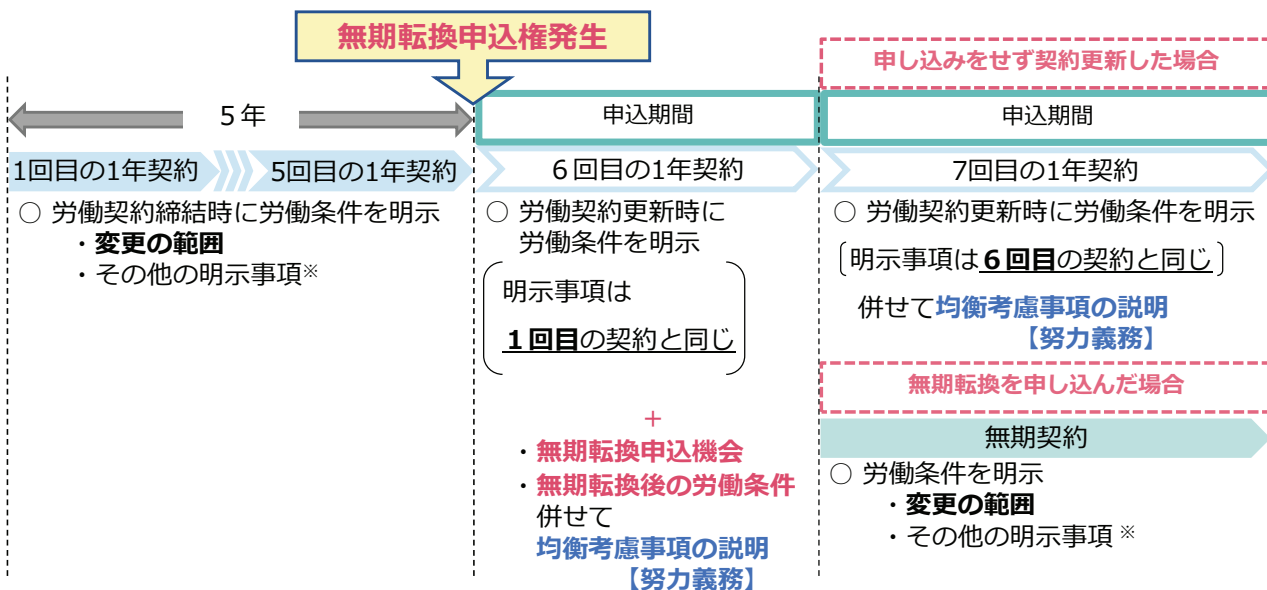 無期転換申込権発生
5年
1回目の1年契約
5回目の1年契約
○ 労働契約締結時に労働条件を明示
・変更の範囲
・その他の明示事項※
申込期間
6回目の1年契約
○ 労働契約更新時に
労働条件を明示
明示事項は
1回目の契約と同じ
+
・無期転換申込機会
・無期転換後の労働条件
併せて
均衡考慮事項の説明
【努力義務】
申し込みをせず契約更新した場合
申込期間
7回目の1年契約
○ 労働契約更新時に労働条件を明示
〔明示事項は6回目の契約と同じ〕
併せて均衡考慮事項の説明
【努力義務】
無期転換を申し込んだ場合
無期契約
○ 労働条件を明示
・変更の範囲
・その他の明示事項※